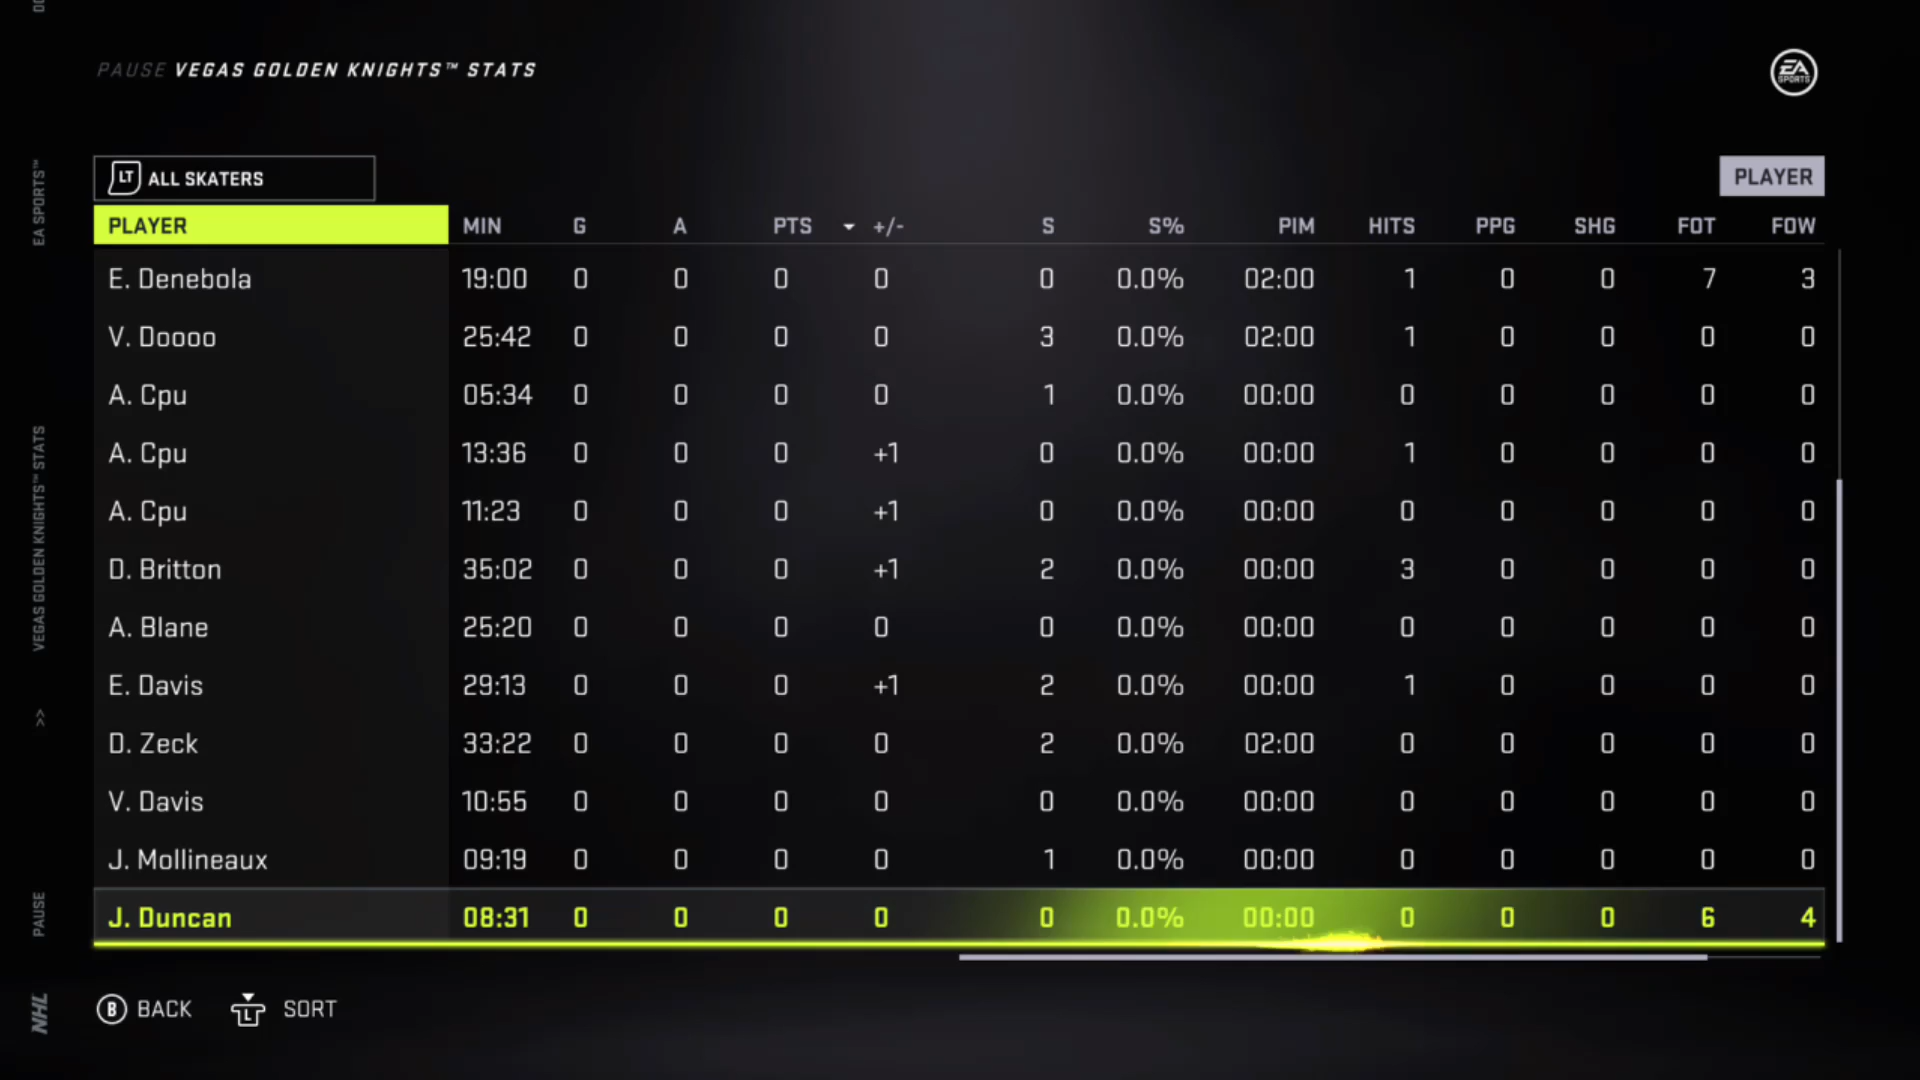 PAUSE VEGAS GOLDEN KNIGHTS™ STATS
EA SPORTS
LT ALL SKATERS
PLAYER
PLAYER MIN G A PTS +/- S S% PIM HITS PPG SHG FOT FOW
E. Denebola 19:00 0 0 0 0 0 0.0% 02:00 1 0 0 7 3
V. Doooo 25:42 0 0 0 0 3 0.0% 02:00 1 0 0 0 0
A. Cpu 05:34 0 0 0 0 1 0.0% 00:00 0 0 0 0 0
A. Cpu 13:36 0 0 0 +1 0 0.0% 00:00 1 0 0 0 0
A. Cpu 11:23 0 0 0 +1 0 0.0% 00:00 0 0 0 0 0
D. Britton 35:02 0 0 0 +1 2 0.0% 00:00 3 0 0 0 0
A. Blane 25:20 0 0 0 0 0 0.0% 00:00 0 0 0 0 0
E. Davis 29:13 0 0 0 +1 2 0.0% 00:00 1 0 0 0 0
D. Zeck 33:22 0 0 0 0 2 0.0% 02:00 0 0 0 0 0
V. Davis 10:55 0 0 0 0 0 0.0% 00:00 0 0 0 0 0
J. Mollineaux 09:19 0 0 0 0 1 0.0% 00:00 0 0 0 0 0
J. Duncan 08:31 0 0 0 0 0 0.0% 00:00 0 0 0 6 4
B BACK L SORT
NHL
PAUSE
>>
VEGAS GOLDEN KNIGHTS™ STATS
EA SPORTS™